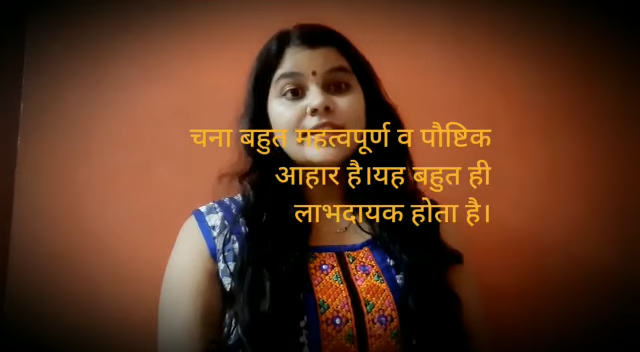 चना बहुत महत्वपूर्ण व पौष्टिक
आहार है।यह बहुत ही
लाभदायक होता है।